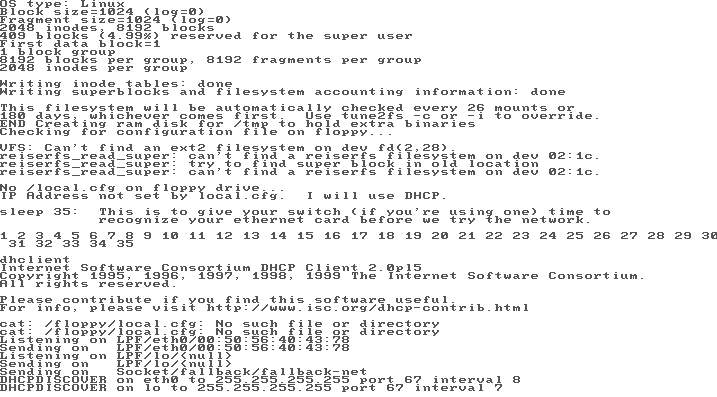 OS type: Linux
Block size=1024 (log=0)
Fragment size=1024 (log=0)
2048 inodes, 8192 blocks
409 blocks (4.99%) reserved for the super user
First data block=1
1 block group
8192 blocks per group, 8192 fragments per group
2048 inodes per group
Writing inode tables: done
Writing superblocks and filesystem accounting information: done
This filesystem will be automatically checked every 26 mounts or
180 days, whichever comes first.  Use tune2fs -c or -i to override.
END Creating ram disk for /tmp to hold extra binaries
Checking for configuration file on floppy...
VFS: Can't find an ext2 filesystem on dev fd(2,28).
reiserfs_read_super: can't find a reiserfs filesystem on dev 02:1c.
reiserfs_read_super: try to find super block in old location
reiserfs_read_super: can't find a reiserfs filesystem on dev 02:1c.
No /local.cfg on floppy drive...
IP Address not set by local.cfg.  I will use DHCP.
sleep 35:  This is to give your switch (if you're using one) time to
recognize your ethernet card before we try the network.
1 2 3 4 5 6 7 8 9 10 11 12 13 14 15 16 17 18 19 20 21 22 23 24 25 26 27 28 29 30
31 32 33 34 35
dhclient
Internet Software Consortium DHCP Client 2.0pl5
Copyright 1995, 1996, 1997, 1998, 1999 The Internet Software Consortium.
All rights reserved.
Please contribute if you find this software useful.
For info, please visit http://www.isc.org/dhcp-contrib.html
cat: /floppy/local.cfg: No such file or directory
cat: /floppy/local.cfg: No such file or directory
Listening on LPF/eth0/00:50:56:40:43:78
Sending on   LPF/eth0/00:50:56:40:43:78
Listening on LPF/lo/(null)
Sending on   LPF/lo/(null)
Sending on   Socket/fallback/fallback-net
DHCPDISCOVER on eth0 to 255.255.255.255 port 67 interval 8
DHCPDISCOVER on lo to 255.255.255.255 port 67 interval 7